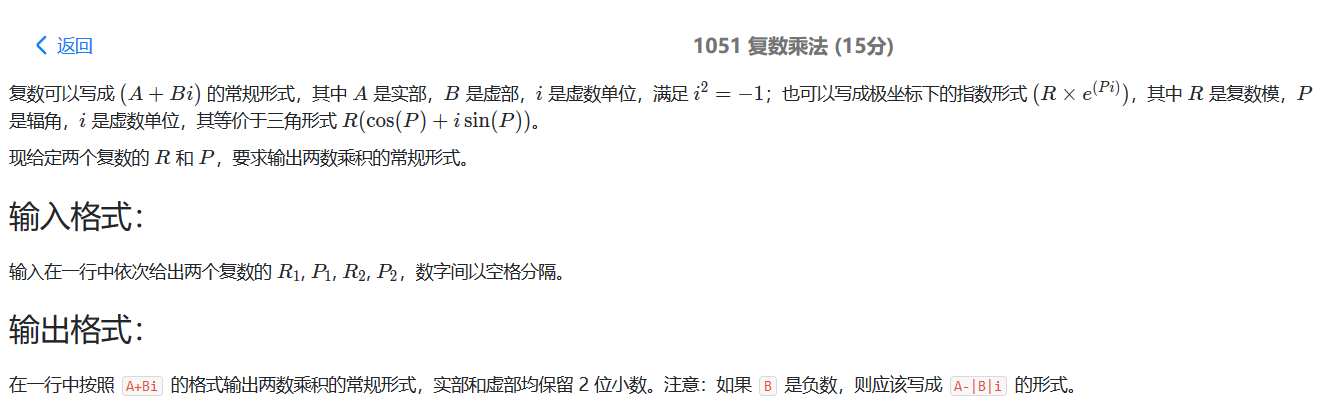 返回
1051 复数乘法 (15分)
复数可以写成 (A + Bi) 的常规形式，其中 A 是实部，B 是虚部，i 是虚数单位，满足 i² = −1；也可以写成极坐标下的指数形式 (R × e^(Pi))，其中 R 是复数模，P
是辐角，i 是虚数单位，其等价于三角形式 R(cos(P) + i sin(P))。
现给定两个复数的 R 和 P，要求输出两数乘积的常规形式。
输入格式：
输入在一行中依次给出两个复数的 R₁, P₁, R₂, P₂，数字间以空格分隔。
输出格式：
在一行中按照 A+Bi 的格式输出两数乘积的常规形式，实部和虚部均保留 2 位小数。注意：如果 B 是负数，则应该写成 A-|B|i 的形式。